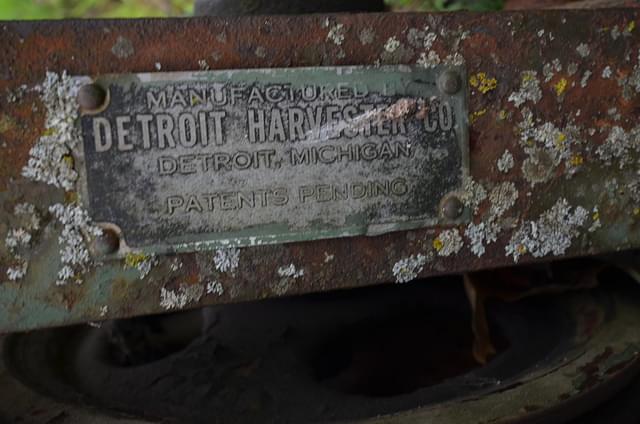 MANUFACTURED
DETROIT HARVESTER CO
DETROIT, MICHIGAN
PATENTS PENDING